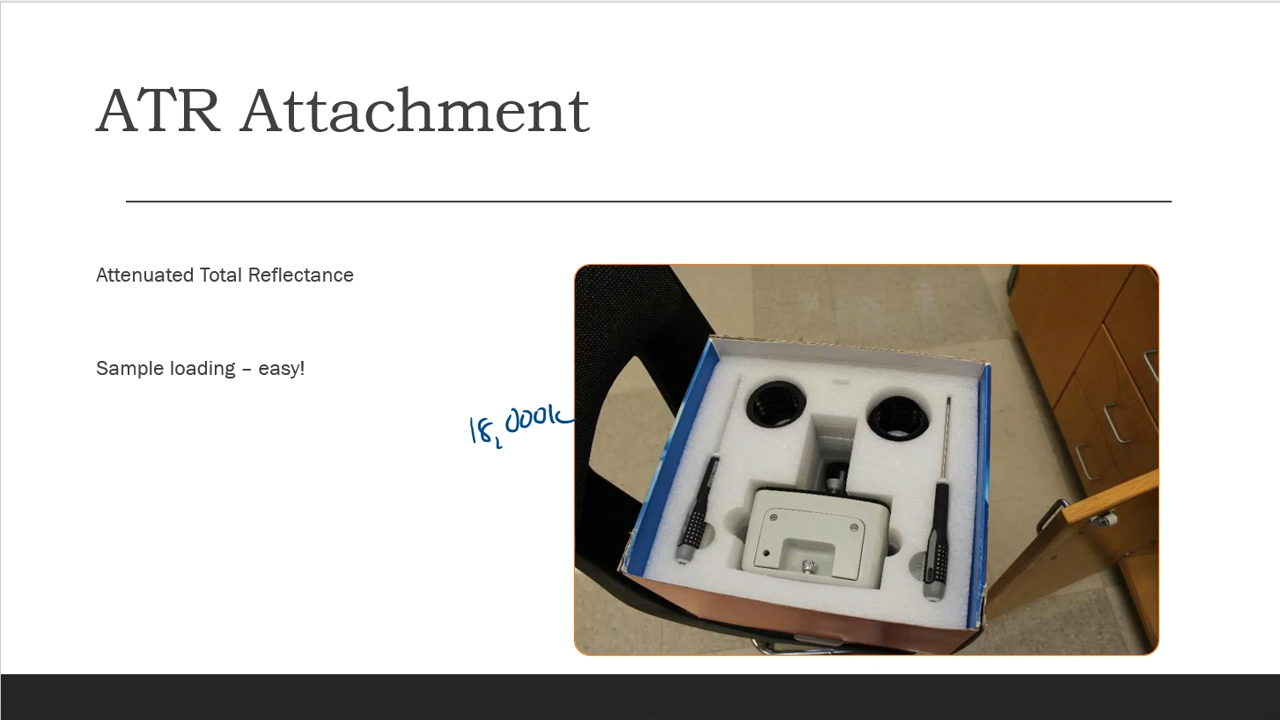 ATR Attachment
Attenuated Total Reflectance
Sample loading – easy!
18,000k